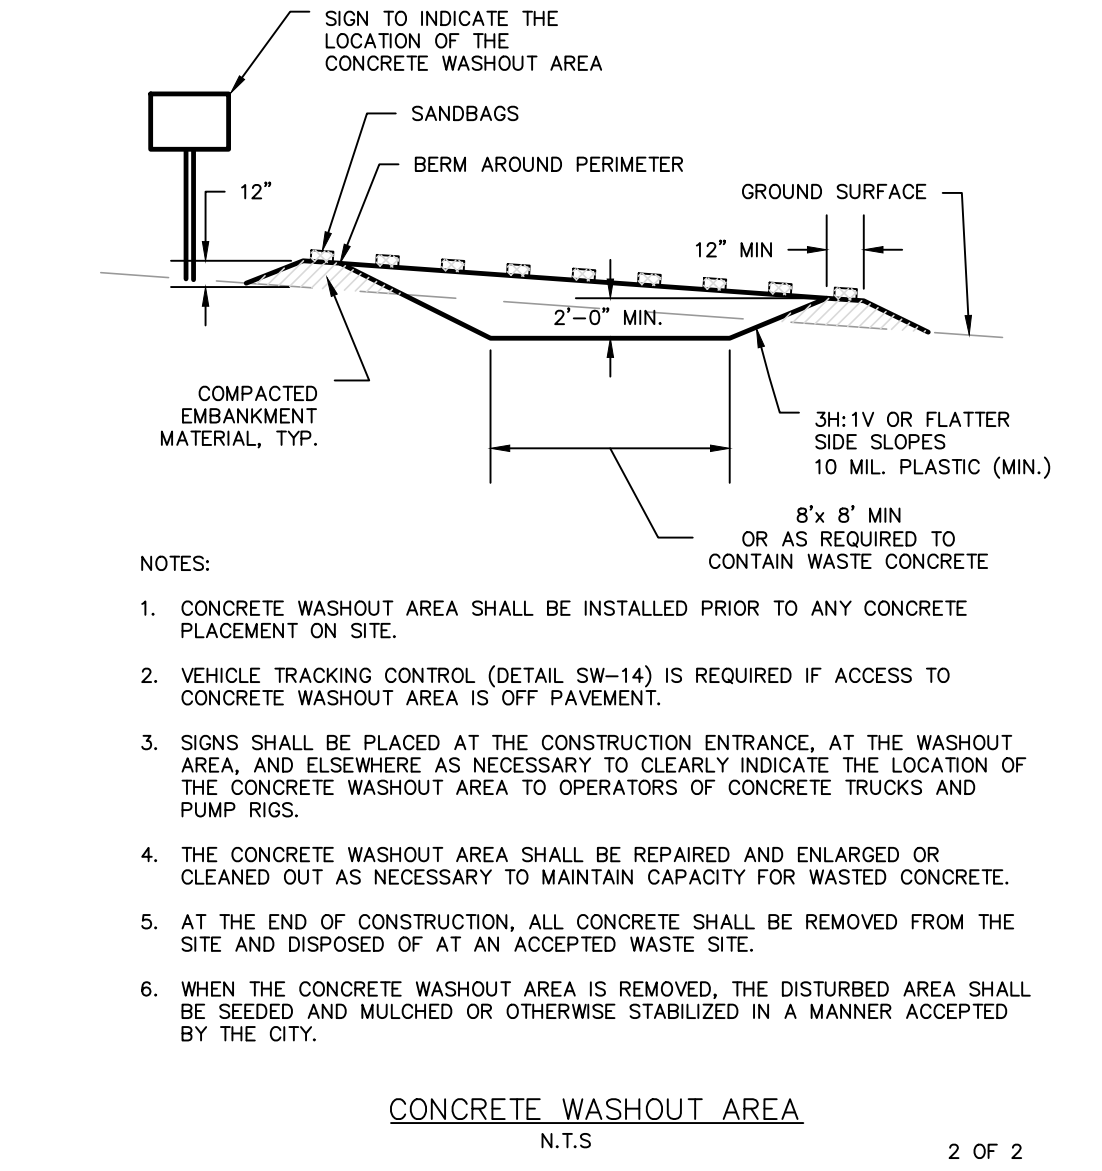 SIGN TO INDICATE THE
LOCATION OF THE
CONCRETE WASHOUT AREA
SANDBAGS
BERM AROUND PERIMETER
12"
GROUND SURFACE
12" MIN
2'-0" MIN.
COMPACTED
EMBANKMENT
MATERIAL, TYP.
3H:1V OR FLATTER
SIDE SLOPES
10 MIL. PLASTIC (MIN.)
8'x 8' MIN
OR AS REQUIRED TO
CONTAIN WASTE CONCRETE
NOTES:
1. CONCRETE WASHOUT AREA SHALL BE INSTALLED PRIOR TO ANY CONCRETE
PLACEMENT ON SITE.
2. VEHICLE TRACKING CONTROL (DETAIL SW-14) IS REQUIRED IF ACCESS TO
CONCRETE WASHOUT AREA IS OFF PAVEMENT.
3. SIGNS SHALL BE PLACED AT THE CONSTRUCTION ENTRANCE, AT THE WASHOUT
AREA, AND ELSEWHERE AS NECESSARY TO CLEARLY INDICATE THE LOCATION OF
THE CONCRETE WASHOUT AREA TO OPERATORS OF CONCRETE TRUCKS AND
PUMP RIGS.
4. THE CONCRETE WASHOUT AREA SHALL BE REPAIRED AND ENLARGED OR
CLEANED OUT AS NECESSARY TO MAINTAIN CAPACITY FOR WASTED CONCRETE.
5. AT THE END OF CONSTRUCTION, ALL CONCRETE SHALL BE REMOVED FROM THE
SITE AND DISPOSED OF AT AN ACCEPTED WASTE SITE.
6. WHEN THE CONCRETE WASHOUT AREA IS REMOVED, THE DISTURBED AREA SHALL
BE SEEDED AND MULCHED OR OTHERWISE STABILIZED IN A MANNER ACCEPTED
BY THE CITY.
CONCRETE WASHOUT AREA
N.T.S
2 OF 2